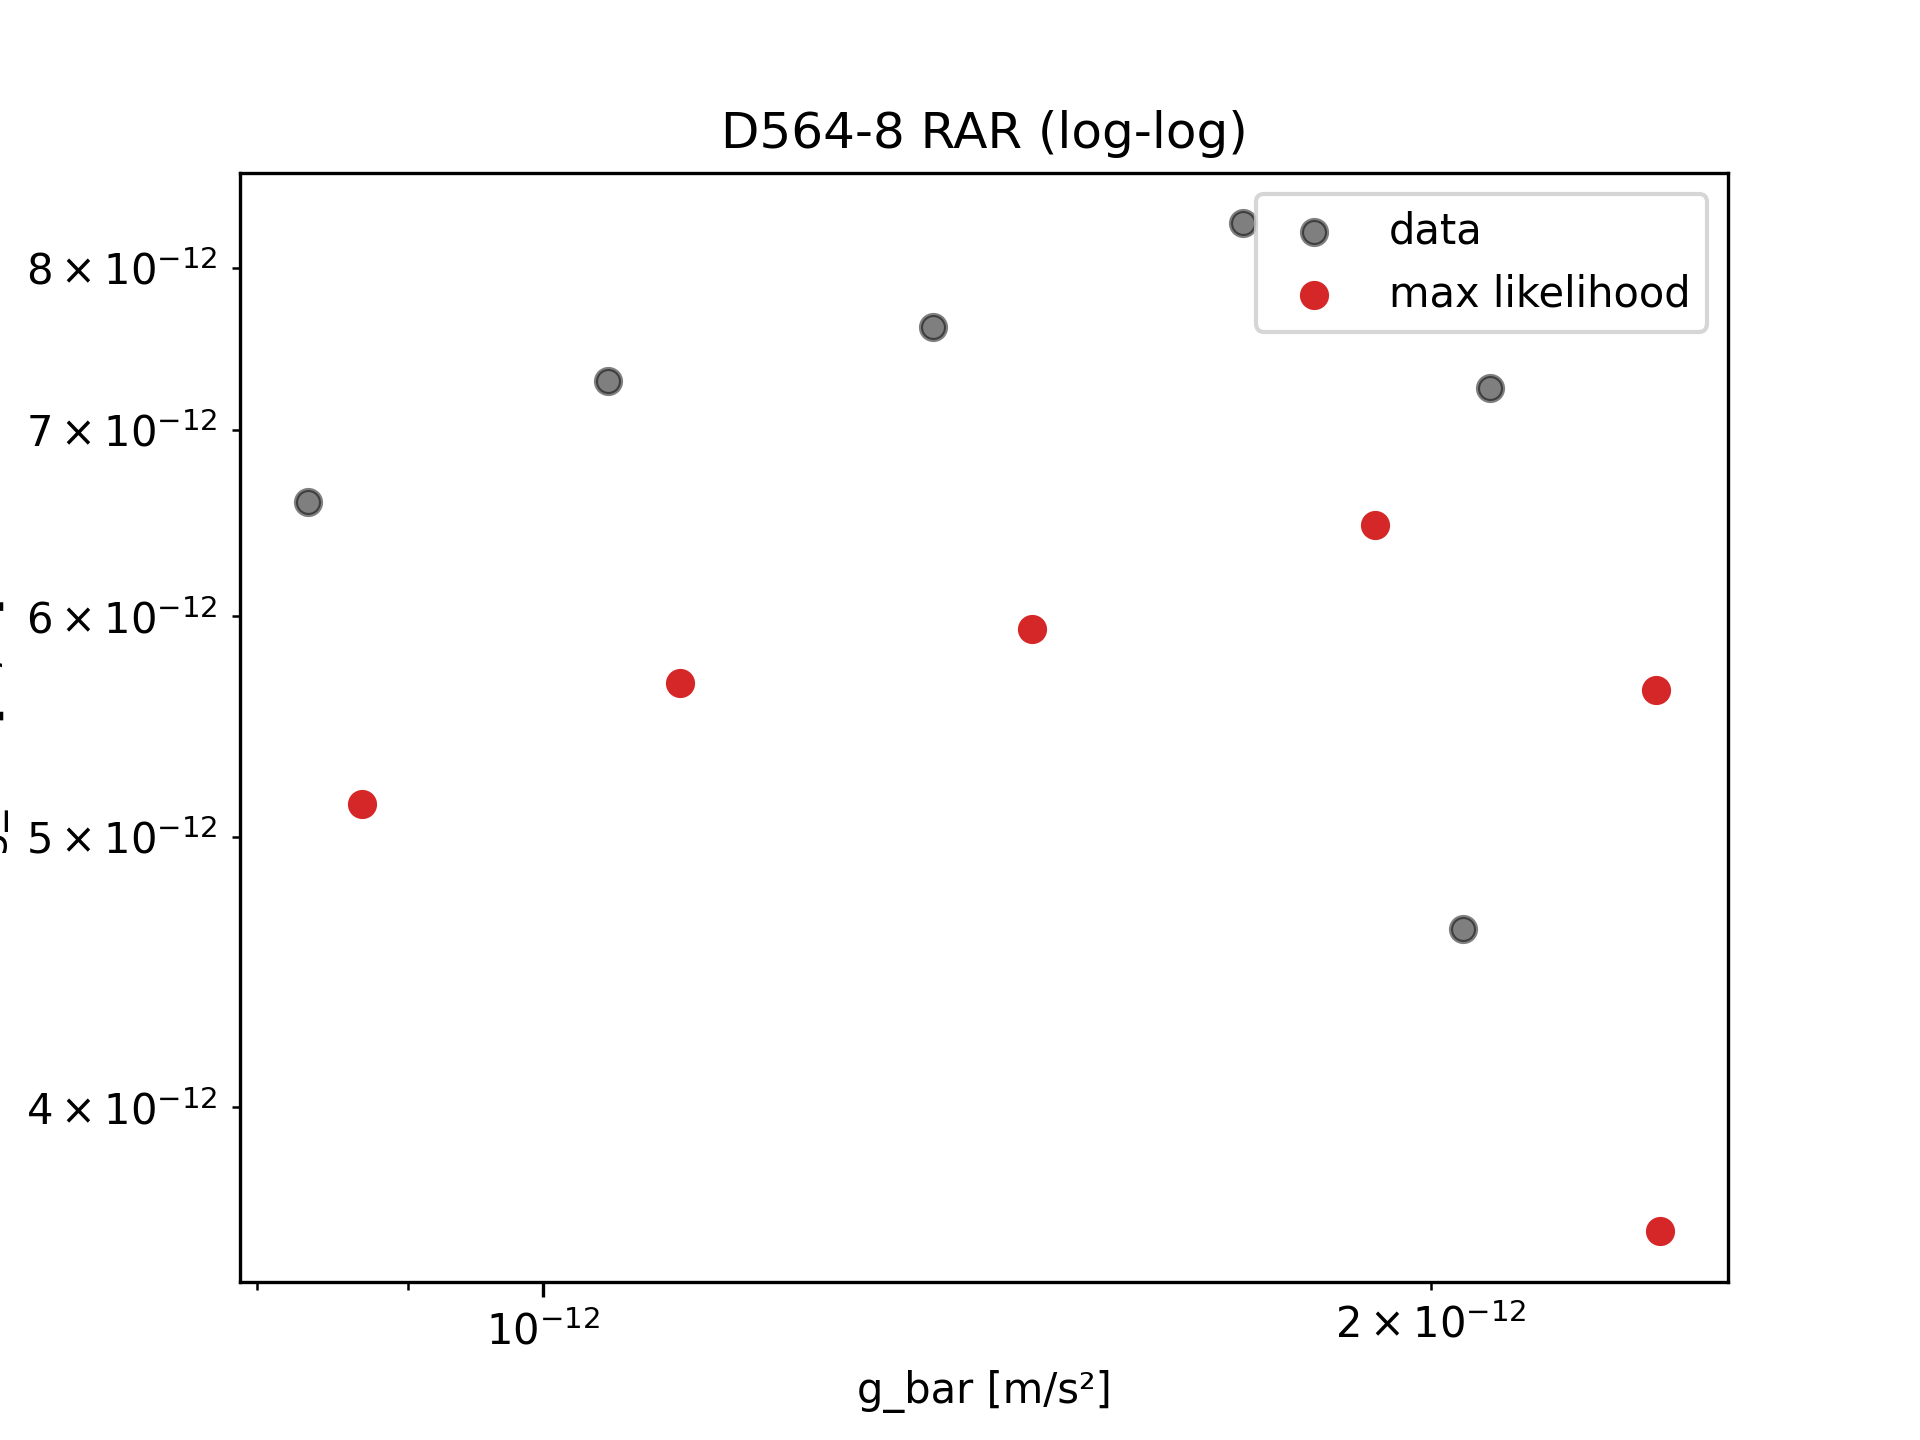 D564-8 RAR (log-log)
data
max likelihood
8×10⁻¹²
7×10⁻¹²
6×10⁻¹²
5×10⁻¹²
4×10⁻¹²
10⁻¹²
2×10⁻¹²
g_bar [m/s²]